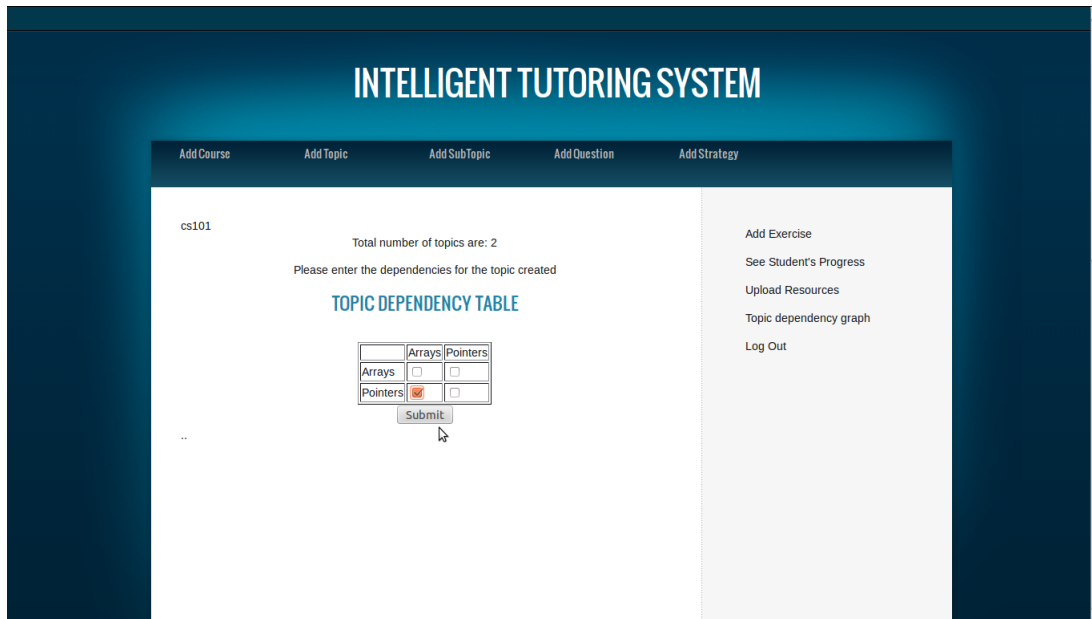 INTELLIGENT TUTORING SYSTEM
Add Course Add Topic Add SubTopic Add Question Add Strategy
cs101
Total number of topics are: 2
Please enter the dependencies for the topic created
TOPIC DEPENDENCY TABLE
Arrays Pointers
Arrays
Pointers
Submit
..
Add Exercise
See Student's Progress
Upload Resources
Topic dependency graph
Log Out